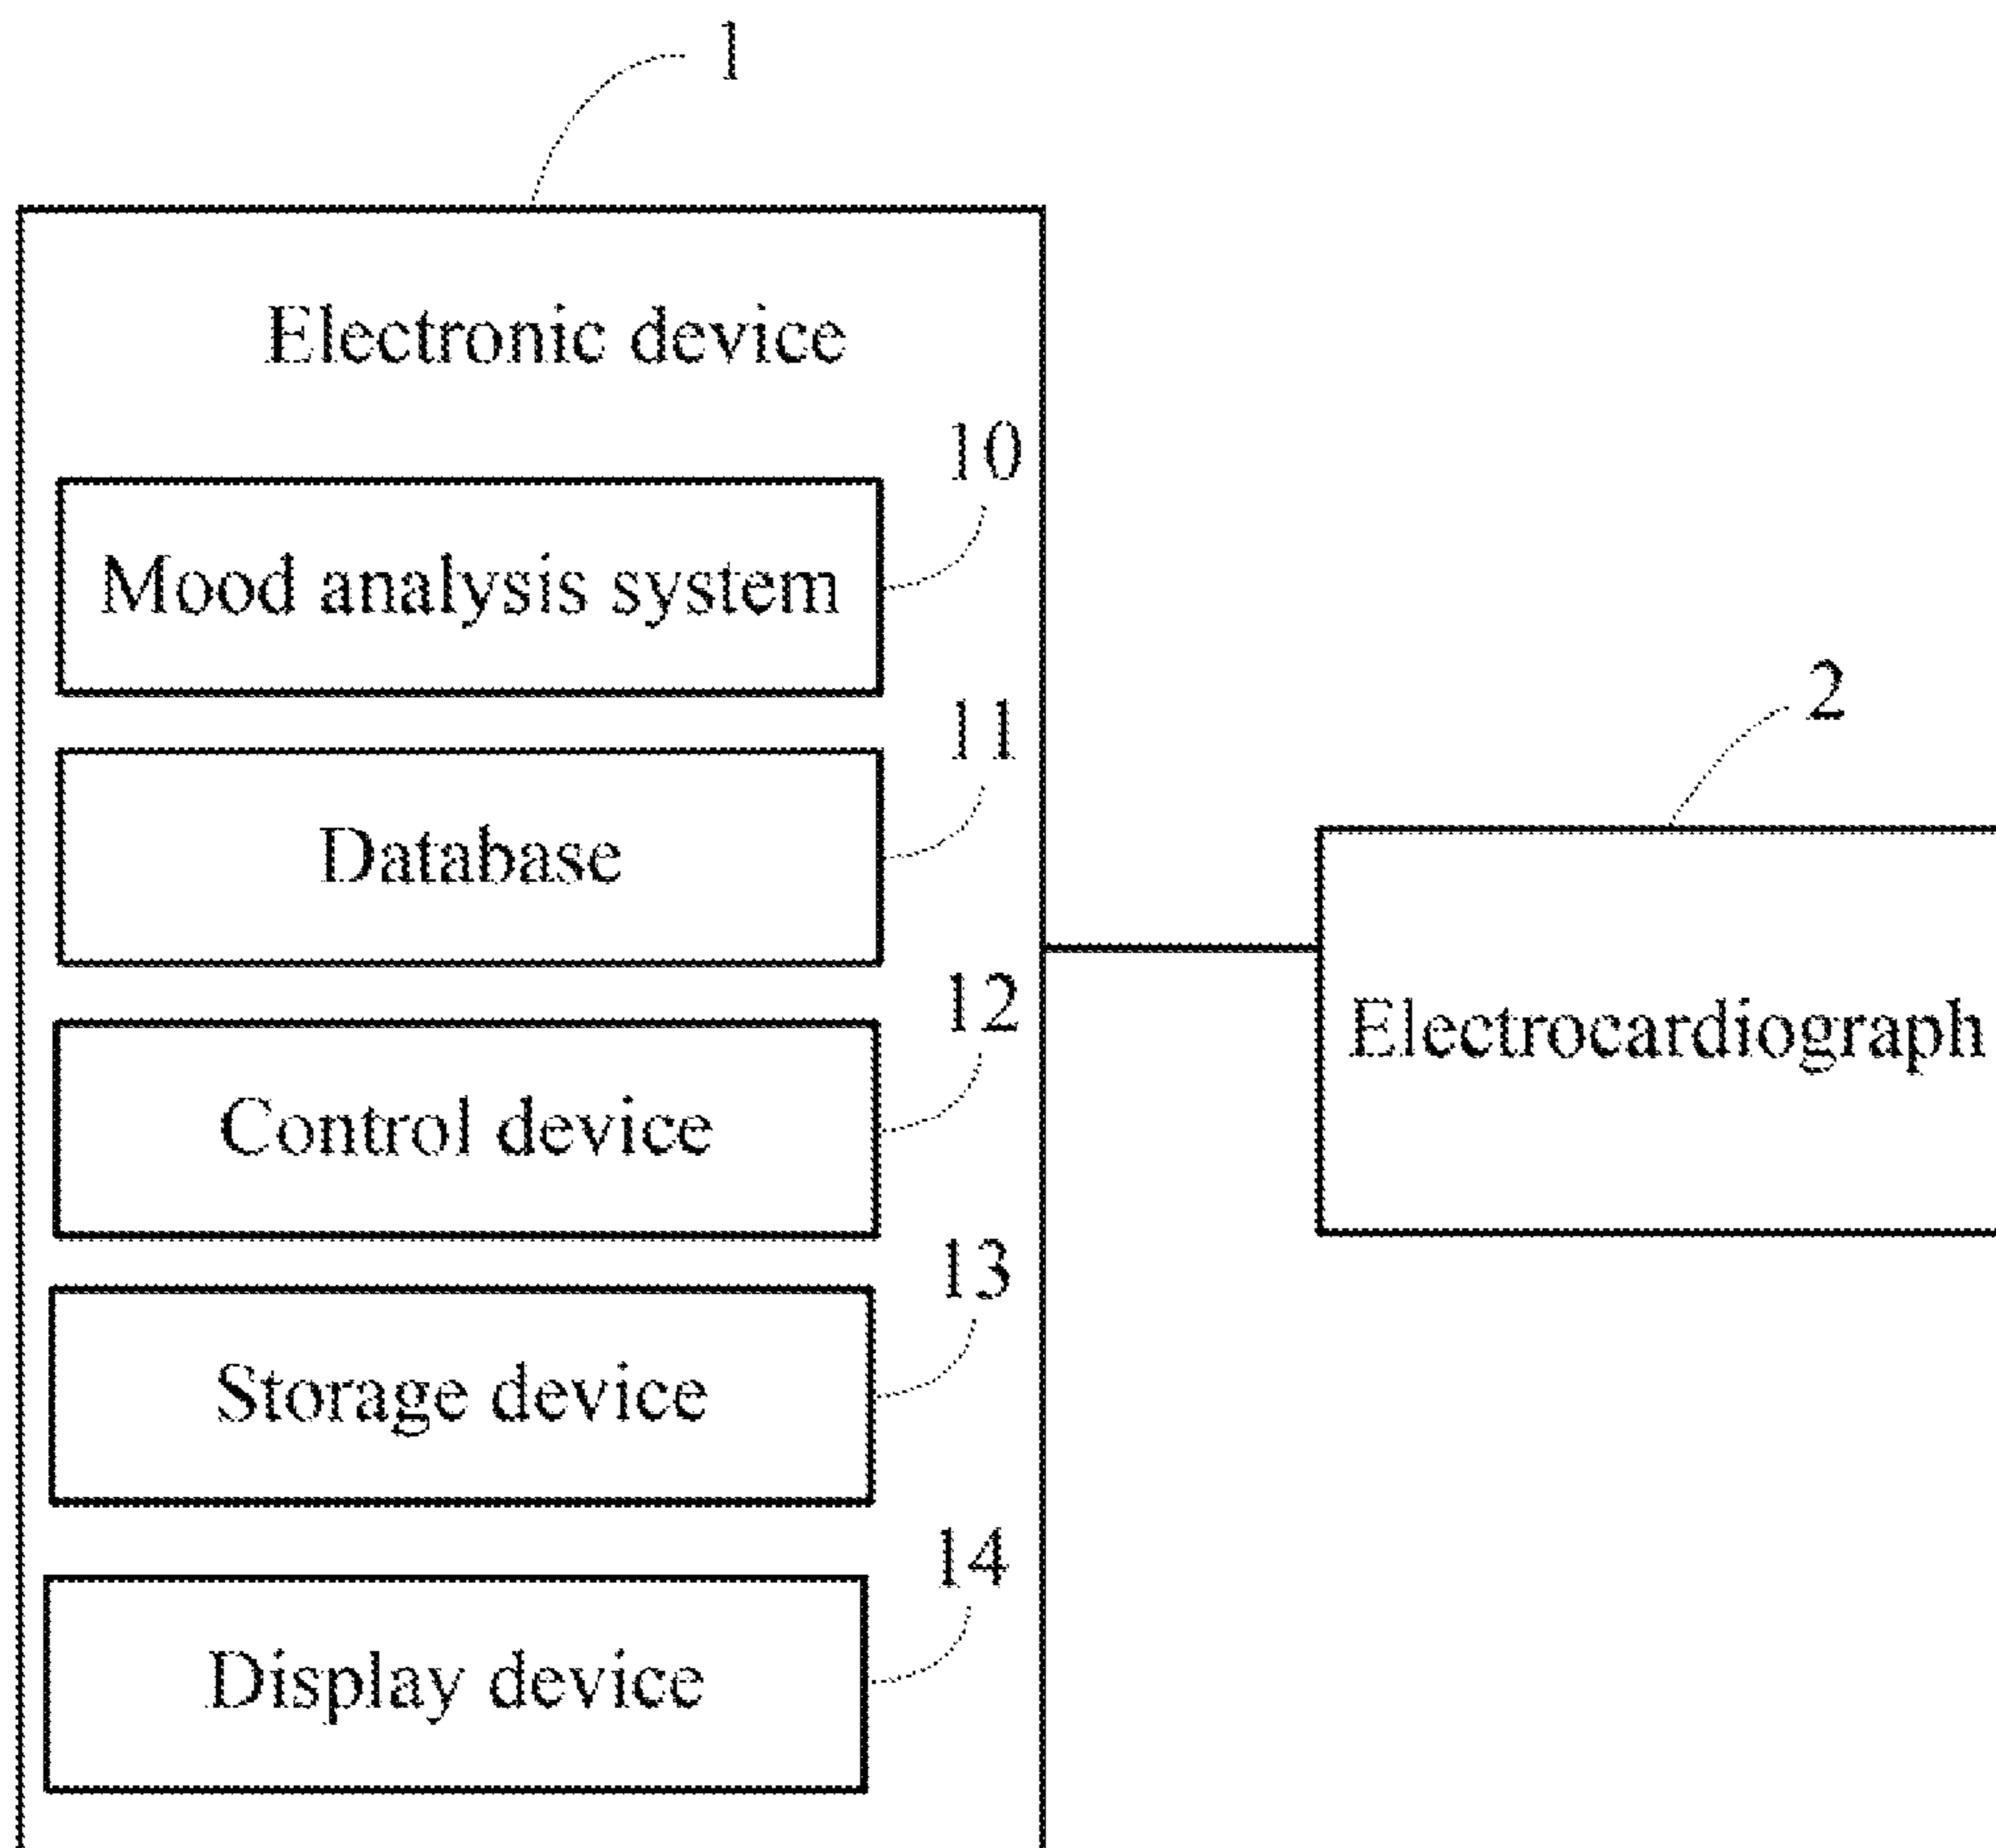 1
Electronic device
10
Mood analysis system
11
Database
12
Control device
13
Storage device
14
Display device
2
Electrocardiograph